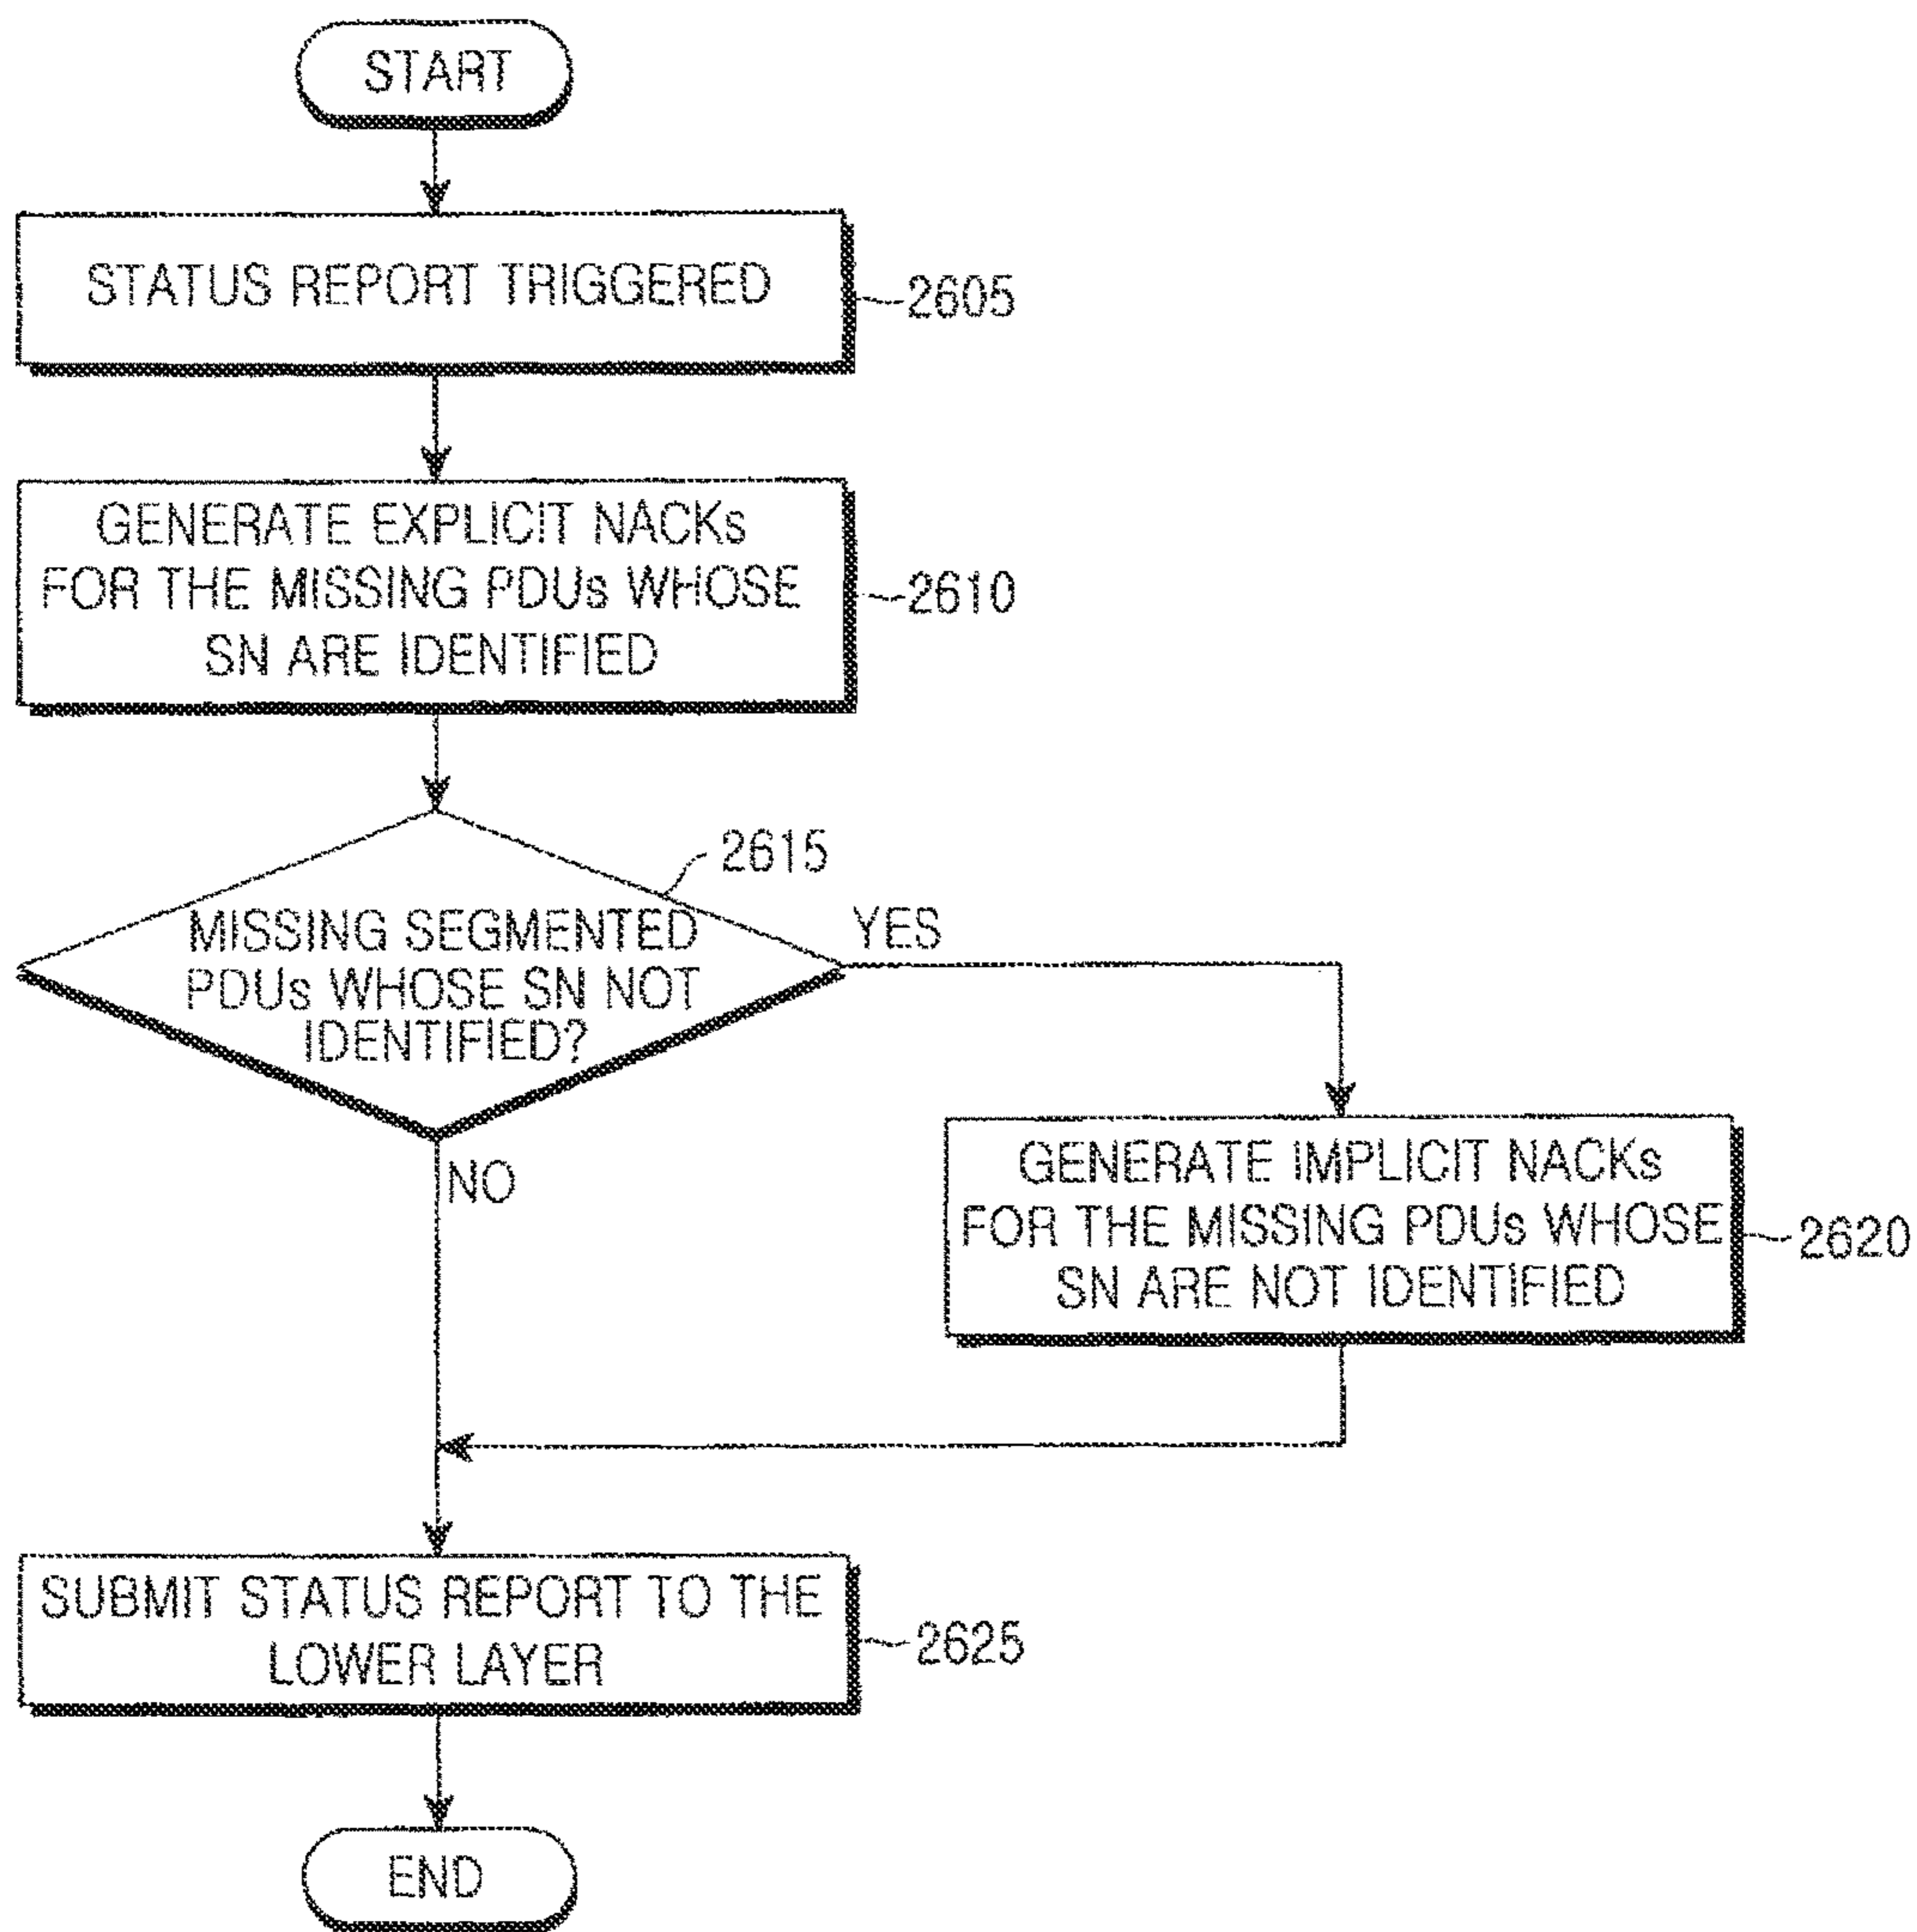 START
STATUS REPORT TRIGGERED
2605
GENERATE EXPLICIT NACKs
FOR THE MISSING PDUs WHOSE
SN ARE IDENTIFIED
2610
2615
MISSING SEGMENTED
PDUs WHOSE SN NOT
IDENTIFIED?
YES
NO
GENERATE IMPLICIT NACKs
FOR THE MISSING PDUs WHOSE
SN ARE NOT IDENTIFIED
2620
SUBMIT STATUS REPORT TO THE
LOWER LAYER
2625
END